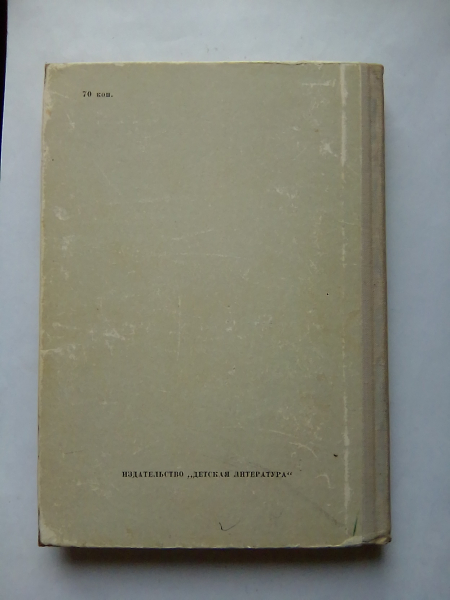 70 коп.
ИЗДАТЕЛЬСТВО „ДЕТСКАЯ ЛИТЕРАТУРА“